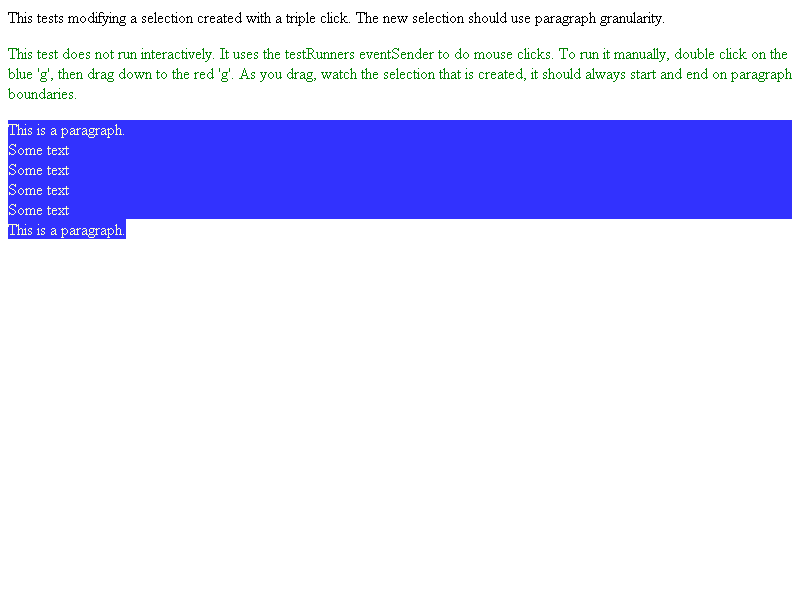 This tests modifying a selection created with a triple click. The new selection should use paragraph granularity.
This test does not run interactively. It uses the testRunners eventSender to do mouse clicks. To run it manually, double click on the
blue 'g', then drag down to the red 'g'. As you drag, watch the selection that is created, it should always start and end on paragraph
boundaries.
This is a paragraph.
Some text
Some text
Some text
Some text
This is a paragraph.